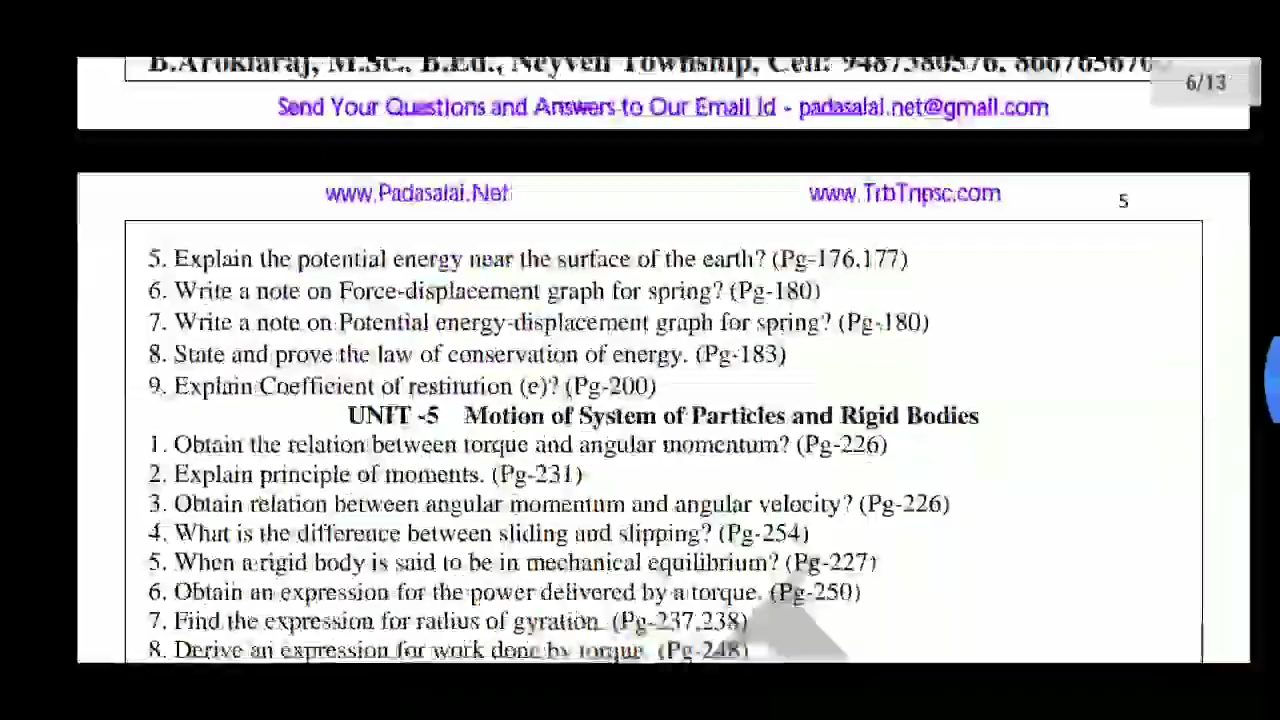 B.Arokiaraj, M.Sc., B.Ed., Neyveli Township, Cell:
6/13
Send Your Questions and Answers to Our Email Id - padasalai.net@gmail.com
www.Padasalai.Net www.TrbTnpsc.com 5
5. Explain the potential energy near the surface of the earth? (Pg-176,177)
6. Write a note on Force-displacement graph for spring? (Pg-180)
7. Write a note on Potential energy-displacement graph for spring? (Pg-180)
8. State and prove the law of conservation of energy. (Pg-183)
9. Explain Coefficient of restitution (e)? (Pg-200)
UNIT -5 Motion of System of Particles and Rigid Bodies
1. Obtain the relation between torque and angular momentum? (Pg-226)
2. Explain principle of moments. (Pg-231)
3. Obtain relation between angular momentum and angular velocity? (Pg-226)
4. What is the difference between sliding and slipping? (Pg-254)
5. When a rigid body is said to be in mechanical equilibrium? (Pg-227)
6. Obtain an expression for the power delivered by a torque. (Pg-250)
7. Find the expression for radius of gyration. (Pg-237,238)
8. Derive an expression for work done by torque. (Pg-248)